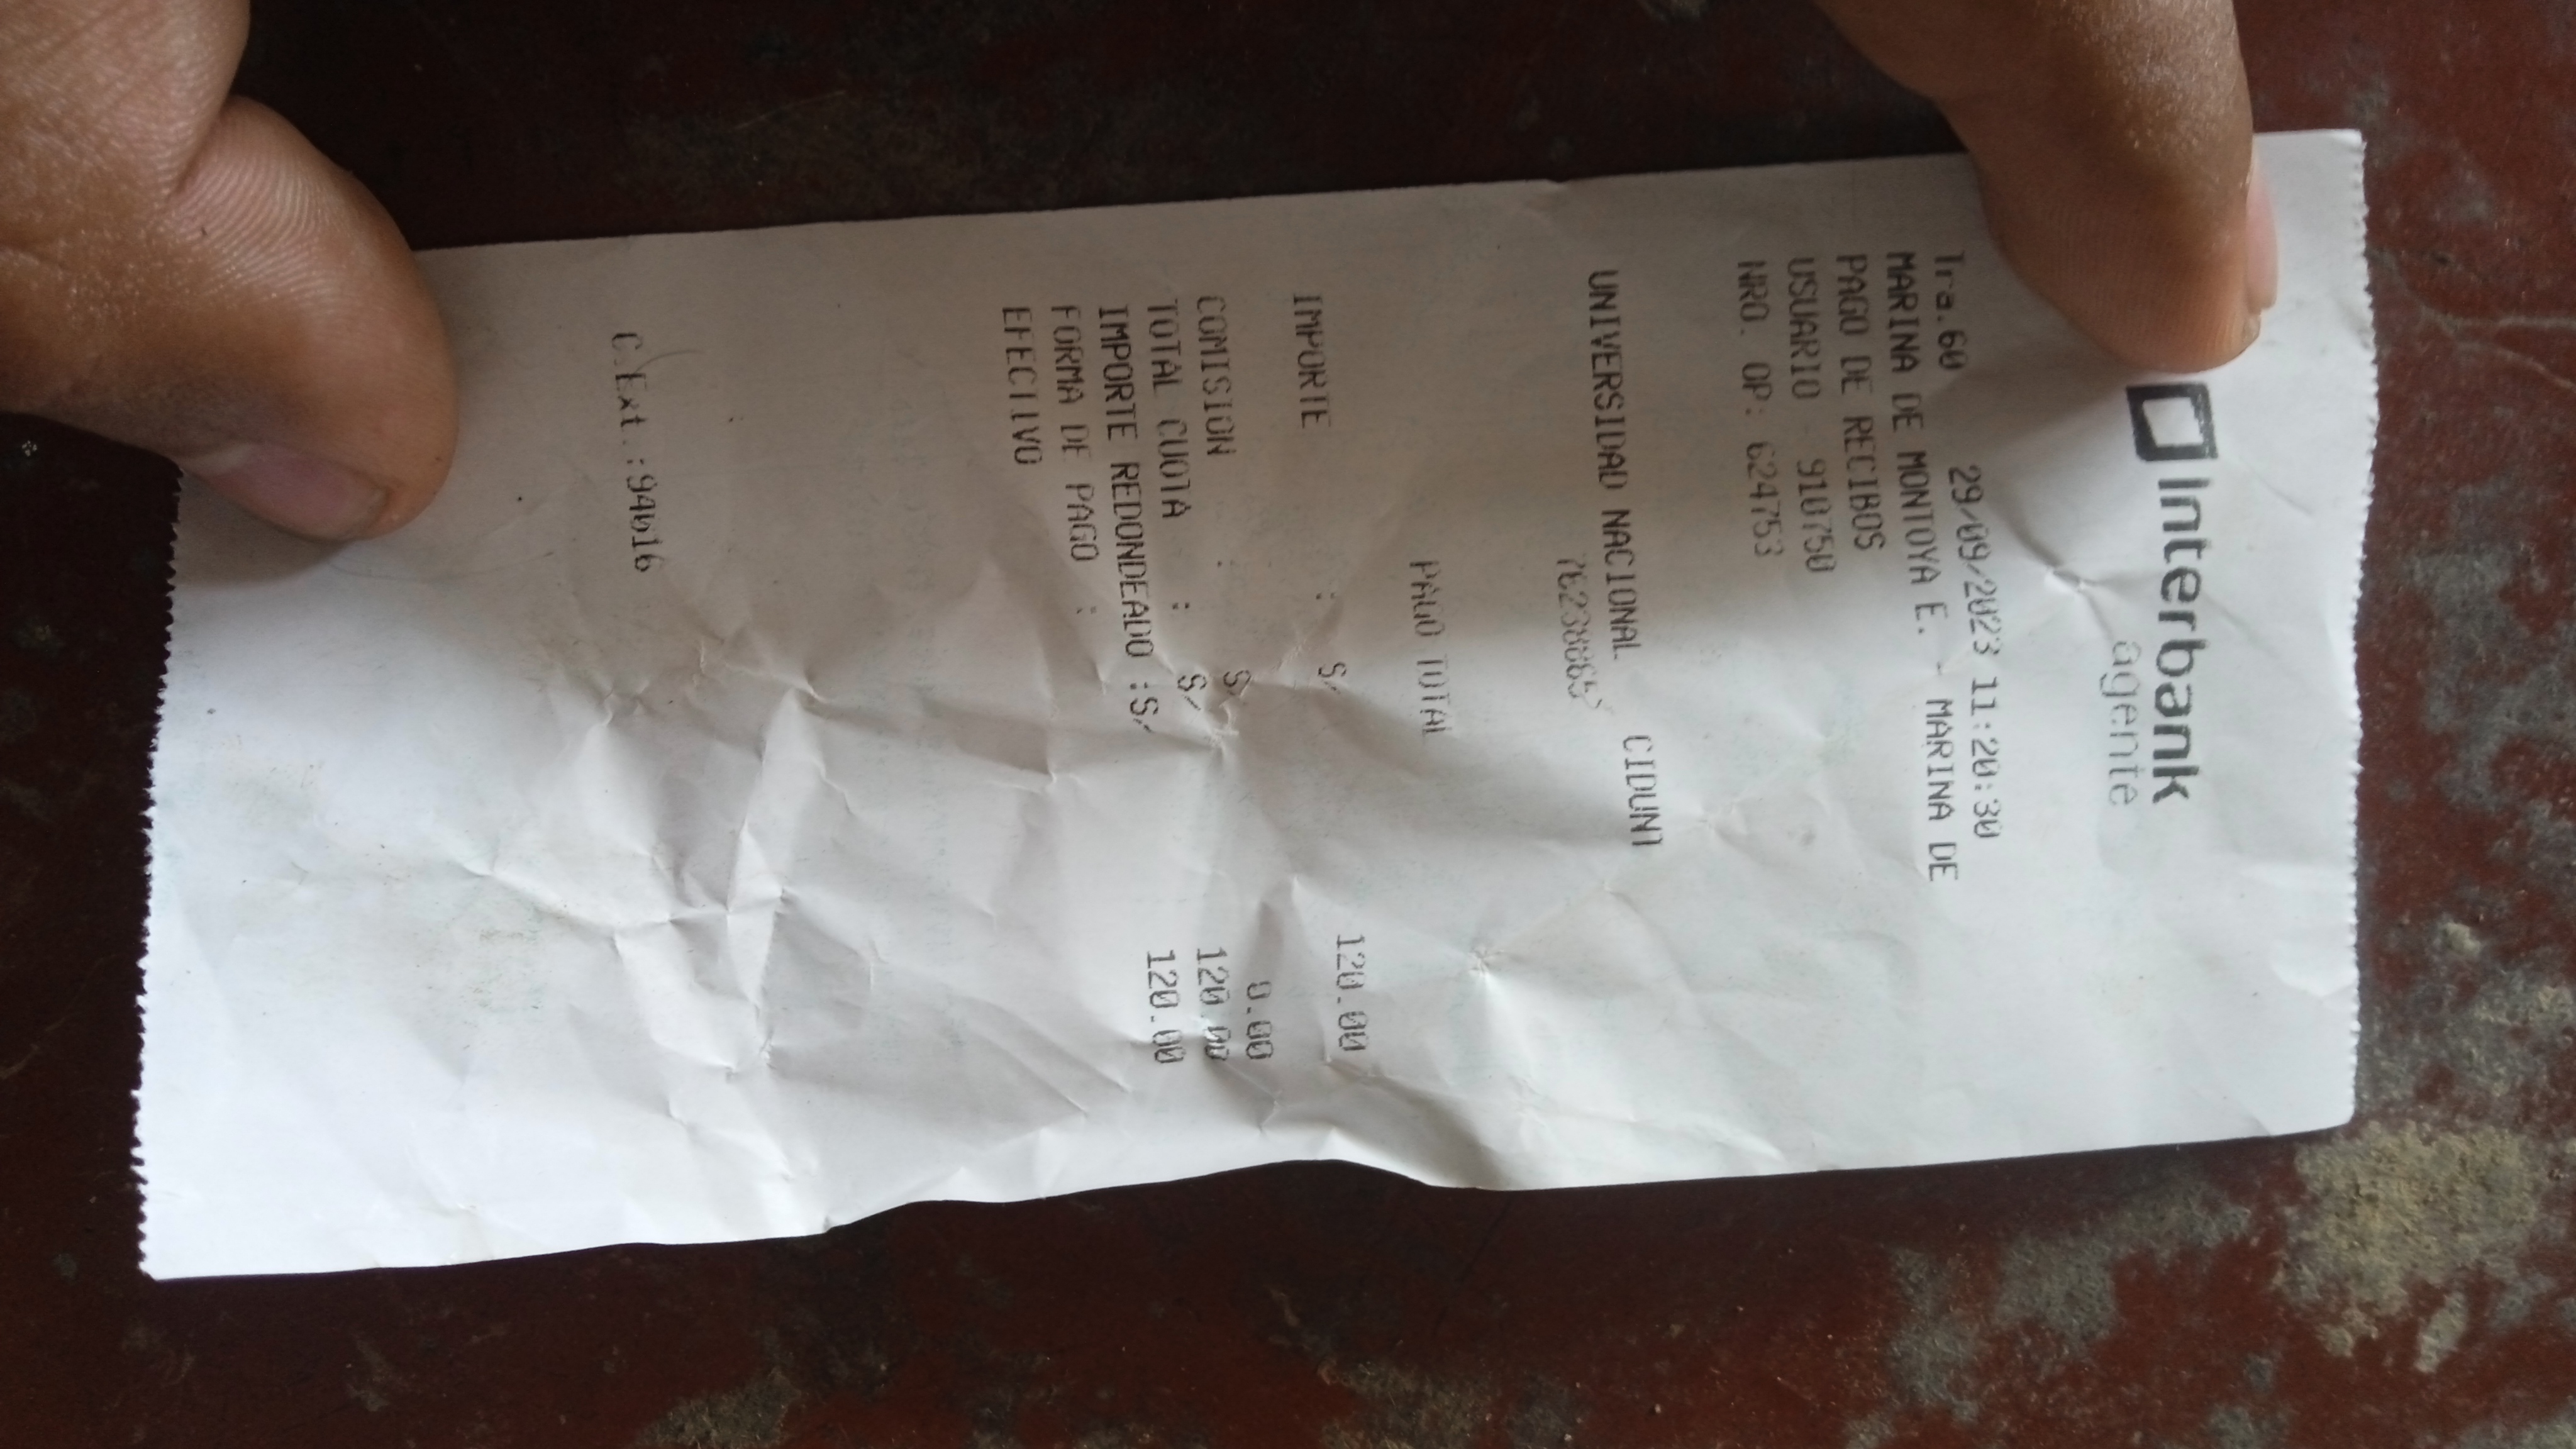 Interbank
agente
Tra.60 29/09/2023 11:20:30
MARINA DE MONTOYA E. - MARINA DE
PAGO DE RECIBOS
USUARIO - 910750
NRO. OP: 624753
UNIVERSIDAD NACIONAL CIDUNT
PAGO TOTAL
IMPORTE : S/ 120.00
COMISION : S/ 0.00
TOTAL CUOTA : S/ 120.00
IMPORTE REDONDEADO :S/ 120.00
FORMA DE PAGO :
EFECTIVO
C.Ext.:94016